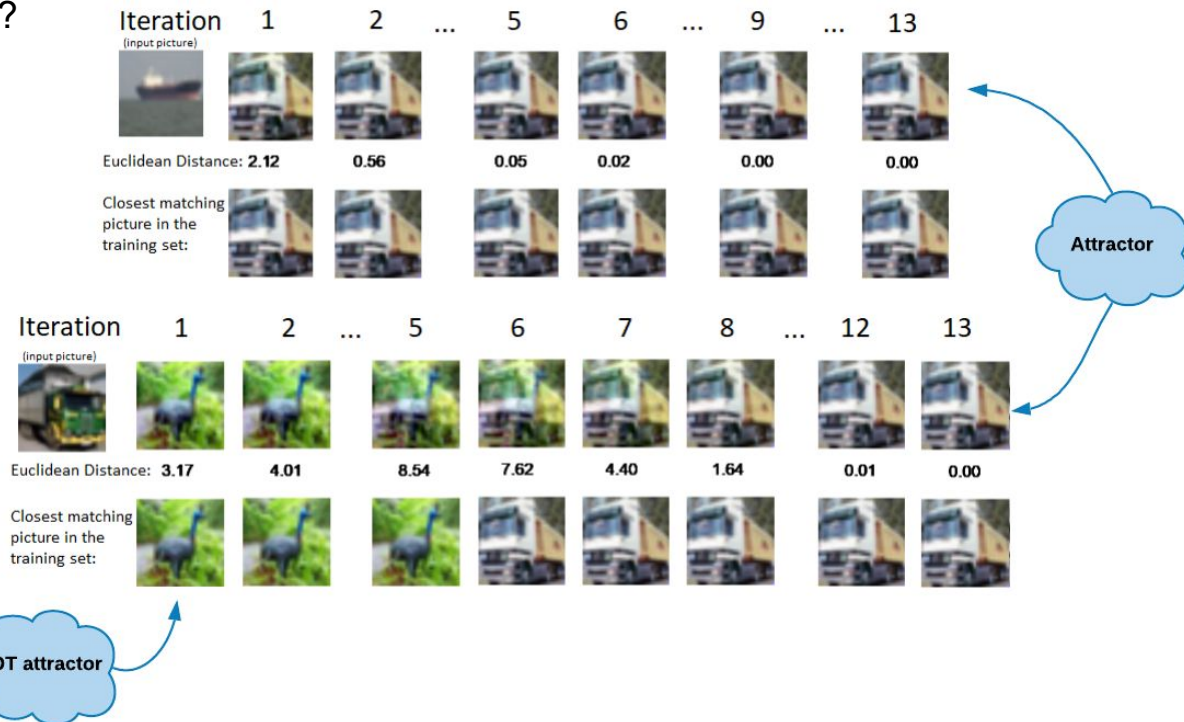 ?
Iteration 1 2 ... 5 6 ... 9 ... 13
(input picture)
Euclidean Distance: 2.12 0.56 0.05 0.02 0.00 0.00
Closest matching
picture in the
training set:
Attractor
Iteration 1 2 ... 5 6 7 8 ... 12 13
(input picture)
Euclidean Distance: 3.17 4.01 8.54 7.62 4.40 1.64 0.01 0.00
Closest matching
picture in the
training set:
OT attractor